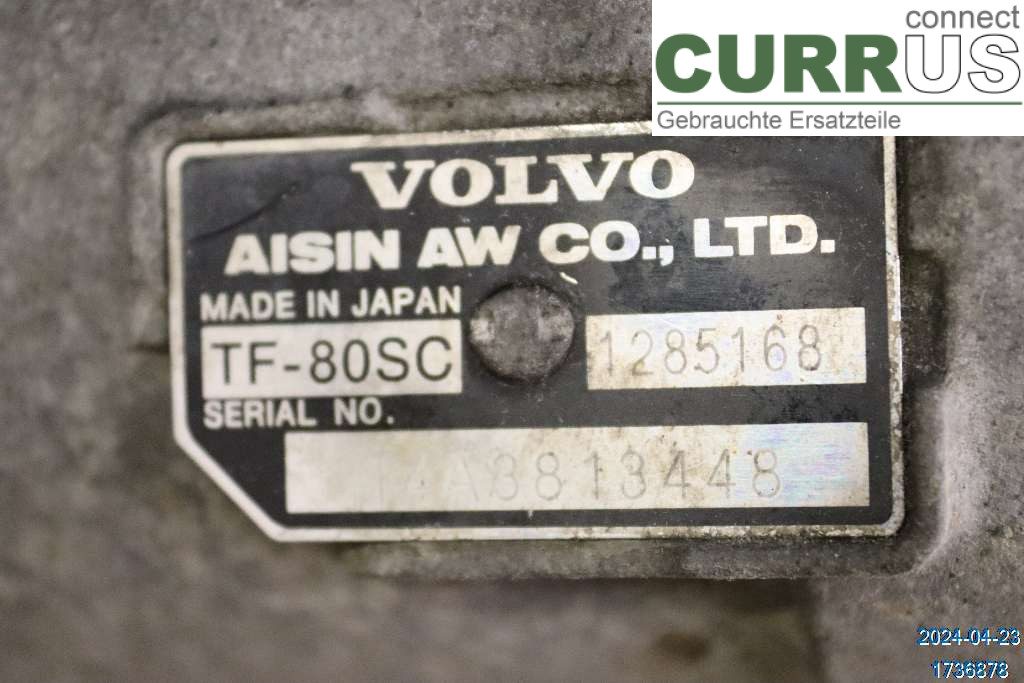 connect
CURRUS
Gebrauchte Ersatzteile
VOLVO
AISIN AW CO., LTD.
MADE IN JAPAN
TF-80SC 1285168
SERIAL NO.
14A3813448
2024-04-23
1736878